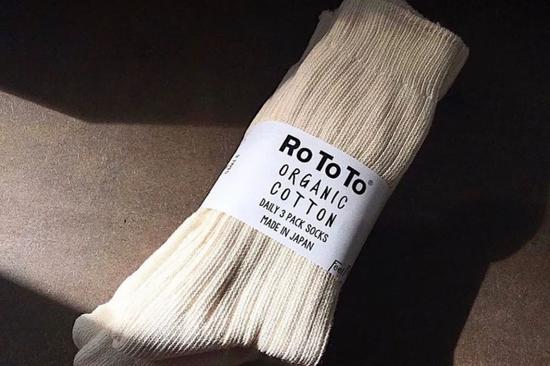 RoToTo®
ORGANIC
COTTON
DAILY 3 PACK SOCKS
MADE IN JAPAN